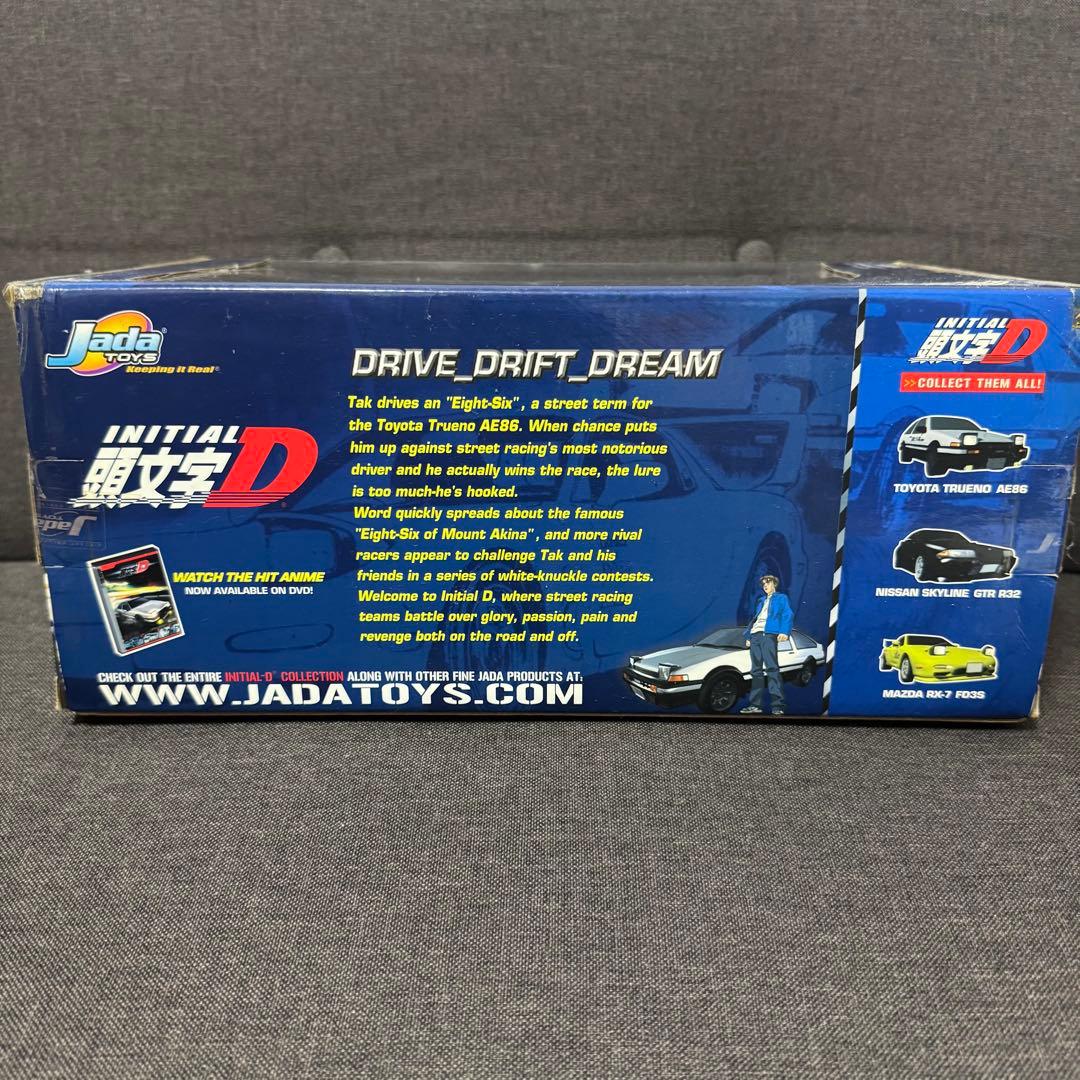 Jada
TOYS
Keeping it Real
INITIAL
頭文字D
WATCH THE HIT ANIME
NOW AVAILABLE ON DVD!
DRIVE_DRIFT_DREAM
Tak drives an "Eight-Six", a street term for
the Toyota Trueno AE86. When chance puts
him up against street racing's most notorious
driver and he actually wins the race, the lure
is too much-he's hooked.
Word quickly spreads about the famous
"Eight-Six of Mount Akina", and more rival
racers appear to challenge Tak and his
friends in a series of white-knuckle contests.
Welcome to Initial D, where street racing
teams battle over glory, passion, pain and
revenge both on the road and off.
CHECK OUT THE ENTIRE INITIAL-D® COLLECTION ALONG WITH OTHER FINE JADA PRODUCTS AT:
WWW.JADATOYS.COM
INITIAL
頭文字D
>>COLLECT THEM ALL!
TOYOTA TRUENO AE86
NISSAN SKYLINE GTR R32
MAZDA RX-7 FD3S